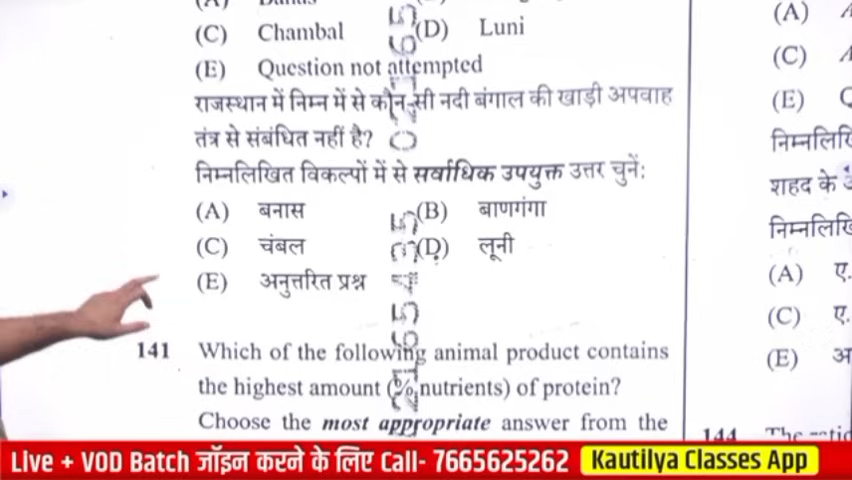 (C) Chambal (D) Luni
(E) Question not attempted
राजस्थान में निम्न में से कौन-सी नदी बंगाल की खाड़ी अपवाह
तंत्र से संबंधित नहीं है?
निम्नलिखित विकल्पों में से सर्वाधिक उपयुक्त उत्तर चुनें:
(A) बनास (B) बाणगंगा
(C) चंबल (D) लूनी
(E) अनुत्तरित प्रश्न
141 Which of the following animal product contains
the highest amount (% nutrients) of protein?
Choose the most appropriate answer from the
(A)
(C)
(E)
शहद के
(A) ए.
(C) ए.
(E)
144
Live + VOD Batch जॉइन करने के लिए Call- 7665625262 Kautilya Classes App